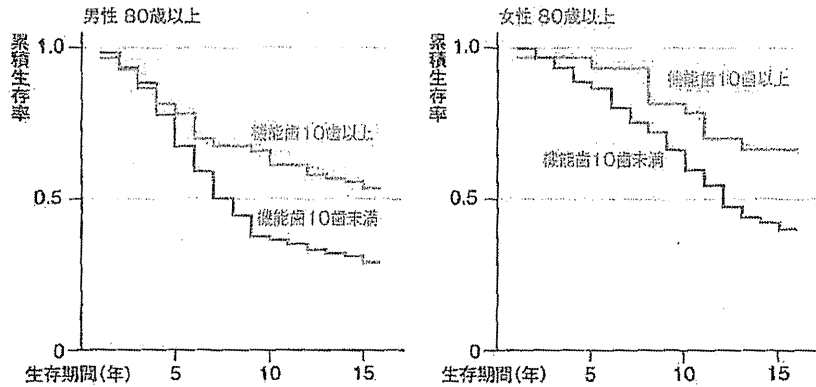 男性 80歳以上
累積生存率
1.0
0.5
0
機能歯10歯以上
機能歯10歯未満
生存期間(年) 5 10 15
女性 80歳以上
累積生存率
1.0
0.5
0
機能歯10歯以上
機能歯10歯未満
生存期間(年) 5 10 15